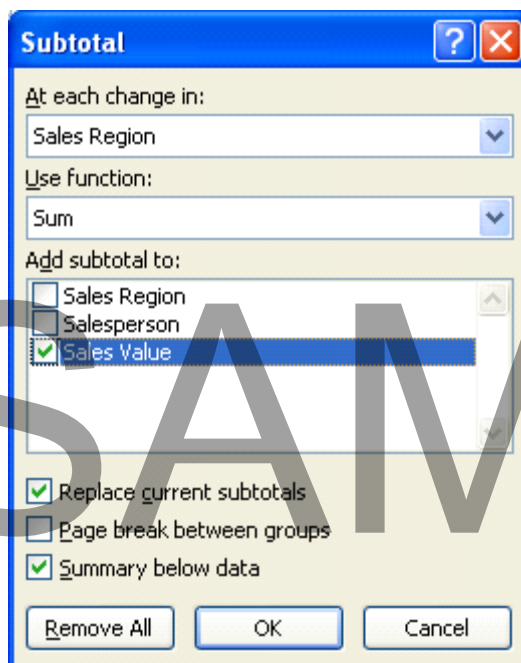 Subtotal
?
At each change in:
Sales Region
Use function:
Sum
Add subtotal to:
Sales Region
Salesperson
Sales Value
Replace current subtotals
Page break between groups
Summary below data
Remove All OK Cancel
SAM